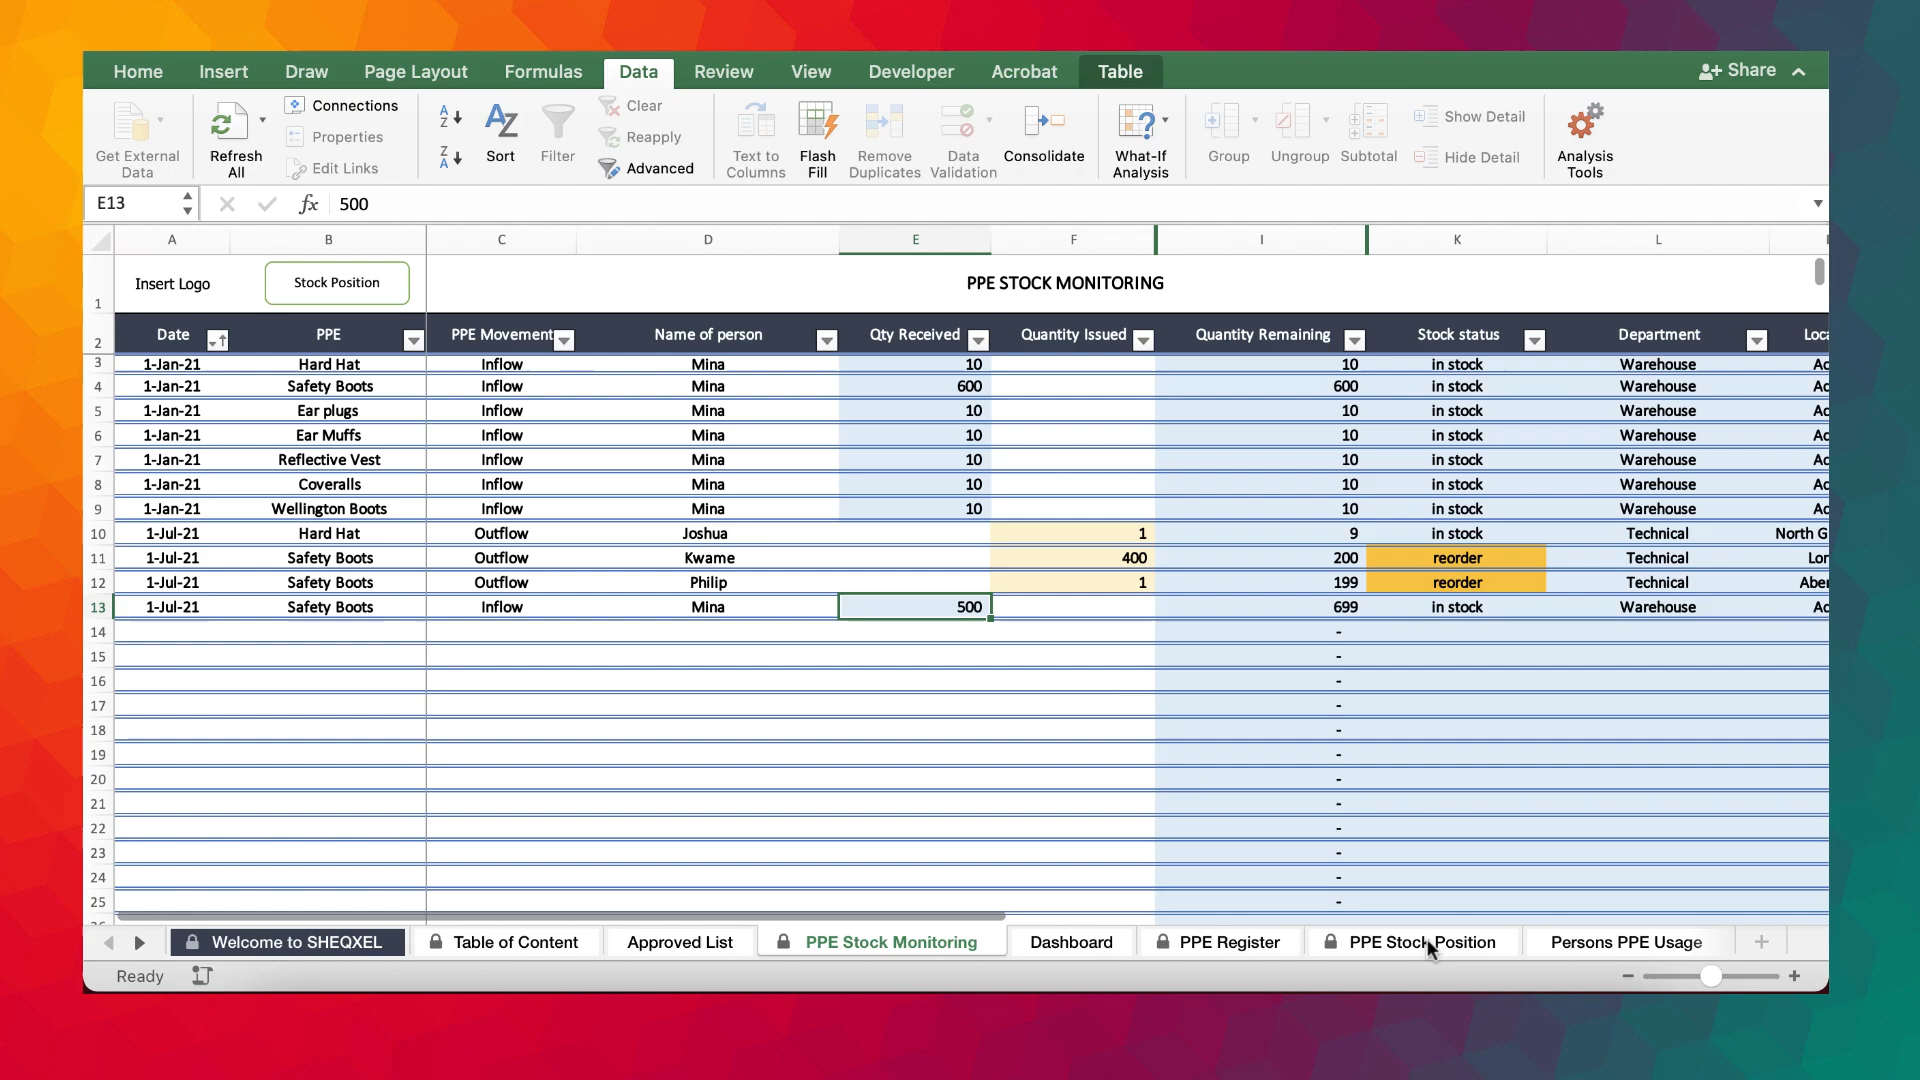 Home Insert Draw Page Layout Formulas Data Review View Developer Acrobat Table Share
Get External Data
Refresh All
Connections
Properties
Edit Links
A Z
Z A
AZ
Sort
Filter
Clear
Reapply
Advanced
Text to Columns
Flash Fill
Remove Duplicates
Data Validation
Consolidate
What-If Analysis
Group
Ungroup
Subtotal
Show Detail
Hide Detail
Analysis Tools
E13 fx 500
A B C D E F I K L
1 Insert Logo Stock Position PPE STOCK MONITORING
2 Date PPE PPE Movement Name of person Qty Received Quantity Issued Quantity Remaining Stock status Department
3 1-Jan-21 Hard Hat Inflow Mina 10 10 in stock Warehouse
4 1-Jan-21 Safety Boots Inflow Mina 600 600 in stock Warehouse
5 1-Jan-21 Ear plugs Inflow Mina 10 10 in stock Warehouse
6 1-Jan-21 Ear Muffs Inflow Mina 10 10 in stock Warehouse
7 1-Jan-21 Reflective Vest Inflow Mina 10 10 in stock Warehouse
8 1-Jan-21 Coveralls Inflow Mina 10 10 in stock Warehouse
9 1-Jan-21 Wellington Boots Inflow Mina 10 10 in stock Warehouse
10 1-Jul-21 Hard Hat Outflow Joshua 1 9 in stock Technical North G
11 1-Jul-21 Safety Boots Outflow Kwame 400 200 reorder Technical Lor
12 1-Jul-21 Safety Boots Outflow Philip 1 199 reorder Technical Aber
13 1-Jul-21 Safety Boots Inflow Mina 500 699 in stock Warehouse
14 -
15 -
16 -
17 -
18 -
19 -
20 -
21 -
22 -
23 -
24 -
25 -
Welcome to SHEQXEL Table of Content Approved List PPE Stock Monitoring Dashboard PPE Register PPE Stock Position Persons PPE Usage +
Ready